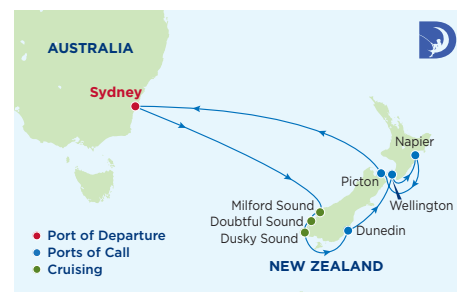 AUSTRALIA
Sydney
Napier
Picton
Wellington
Milford Sound
Doubtful Sound
Dusky Sound
Dunedin
NEW ZEALAND
Port of Departure
Ports of Call
Cruising
D